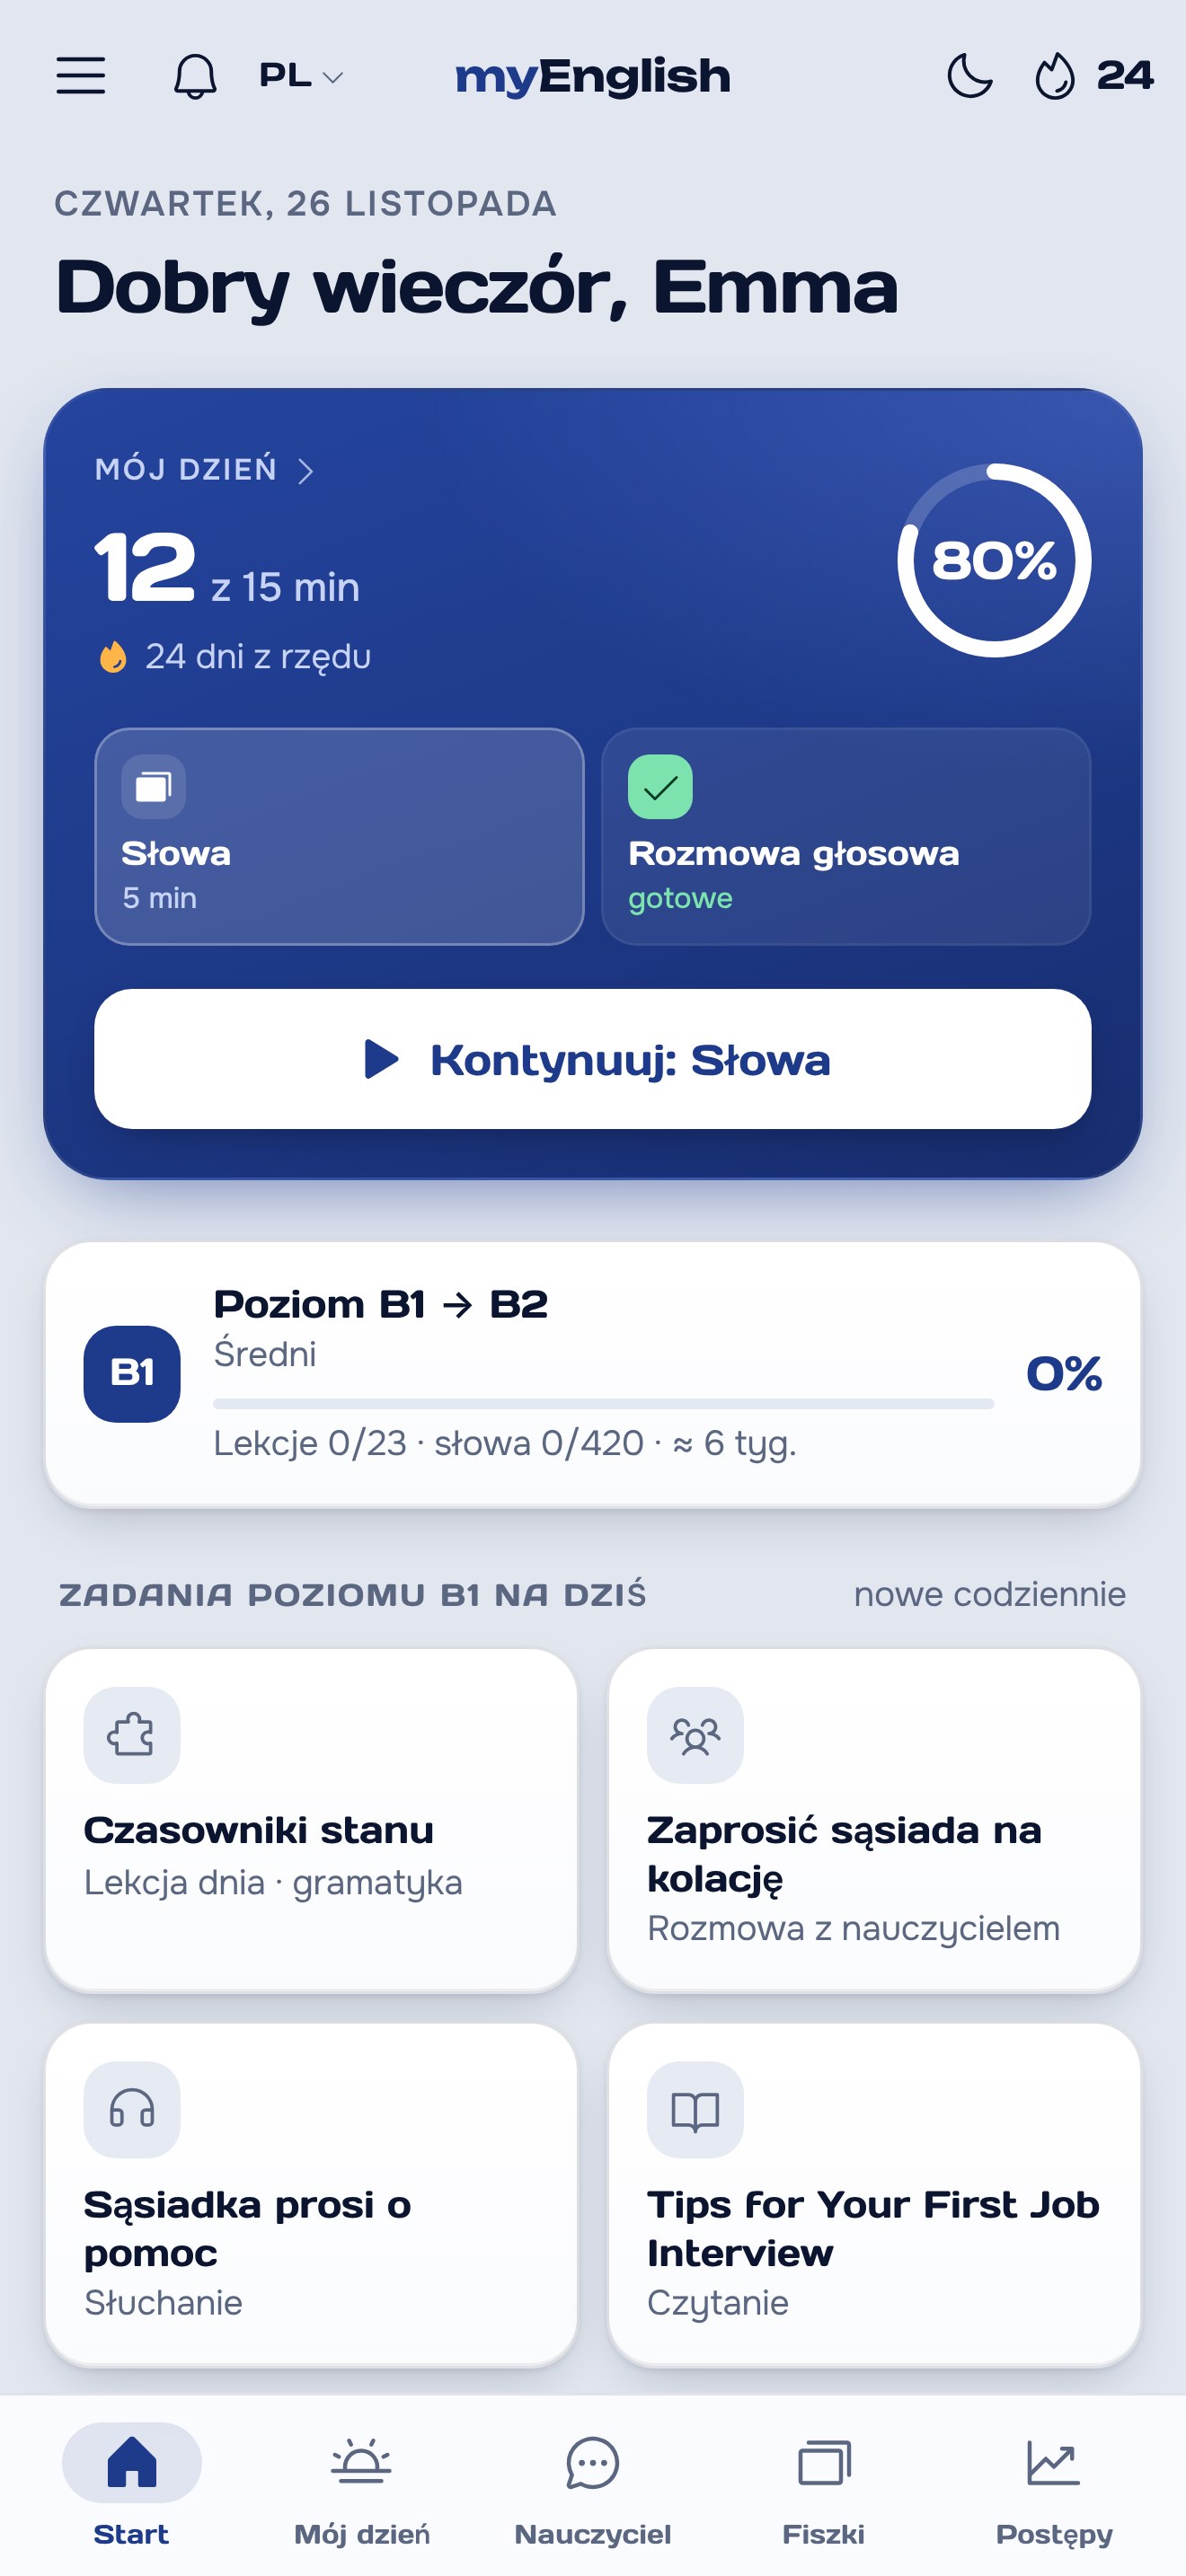 PL
myEnglish
24
CZWARTEK, 26 LISTOPADA
Dobry wieczór, Emma
MÓJ DZIEŃ
12 z 15 min
24 dni z rzędu
80%
Słowa
5 min
Rozmowa głosowa
gotowe
Kontynuuj: Słowa
B1
Poziom B1 → B2
Średni
Lekcje 0/23 · słowa 0/420 · ≈ 6 tyg.
0%
ZADANIA POZIOMU B1 NA DZIŚ
nowe codziennie
Czasowniki stanu
Lekcja dnia · gramatyka
Zaprosić sąsiada na
kolację
Rozmowa z nauczycielem
Sąsiadka prosi o
pomoc
Słuchanie
Tips for Your First Job
Interview
Czytanie
Start
Mój dzień
Nauczyciel
Fiszki
Postępy